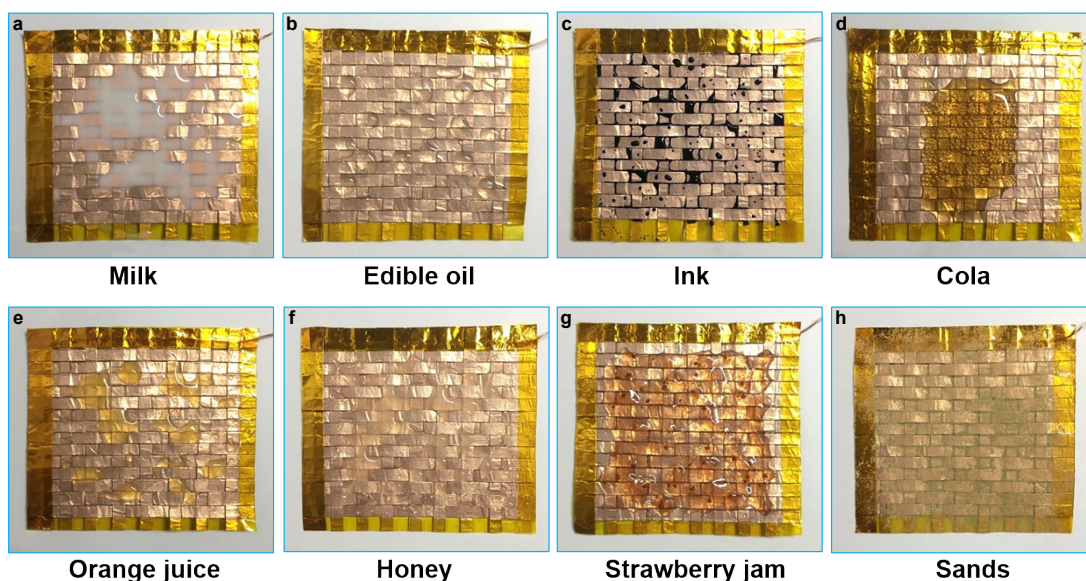 a
b
c
d
Milk
Edible oil
Ink
Cola
e
f
g
h
Orange juice
Honey
Strawberry jam
Sands